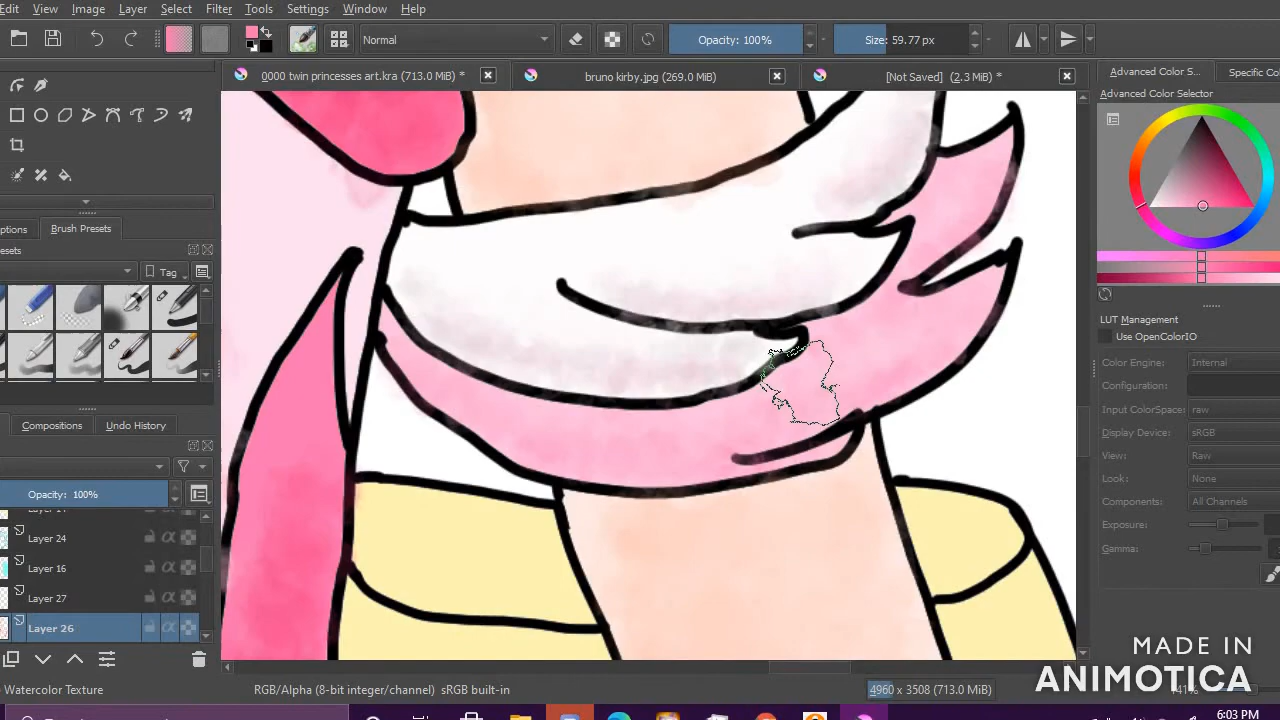 Edit View Image Layer Select Filter Tools Settings Window Help
Normal Opacity: 100% Size: 59.77 px
0000 twin princesses art.kra (713.0 MiB) * bruno kirby.jpg (269.0 MiB) [Not Saved] (2.3 MiB) * Advanced Color S... Specific Co
Advanced Color Selector
ptions Brush Presets
esets
Tag
LUT Management
Use OpenColorIO
Color Engine: Internal
Configuration:
Input ColorSpace: raw
Compositions Undo History
Display Device: sRGB
View: Raw
Look: None
Opacity: 100%
Components: All Channels
Exposure:
Layer 24
Gamma:
Layer 16
Layer 27
Layer 26
MADE IN
ANIMOTICA
Watercolor Texture RGB/Alpha (8-bit integer/channel) sRGB built-in 4960 x 3508 (713.0 MiB)
6:03 PM